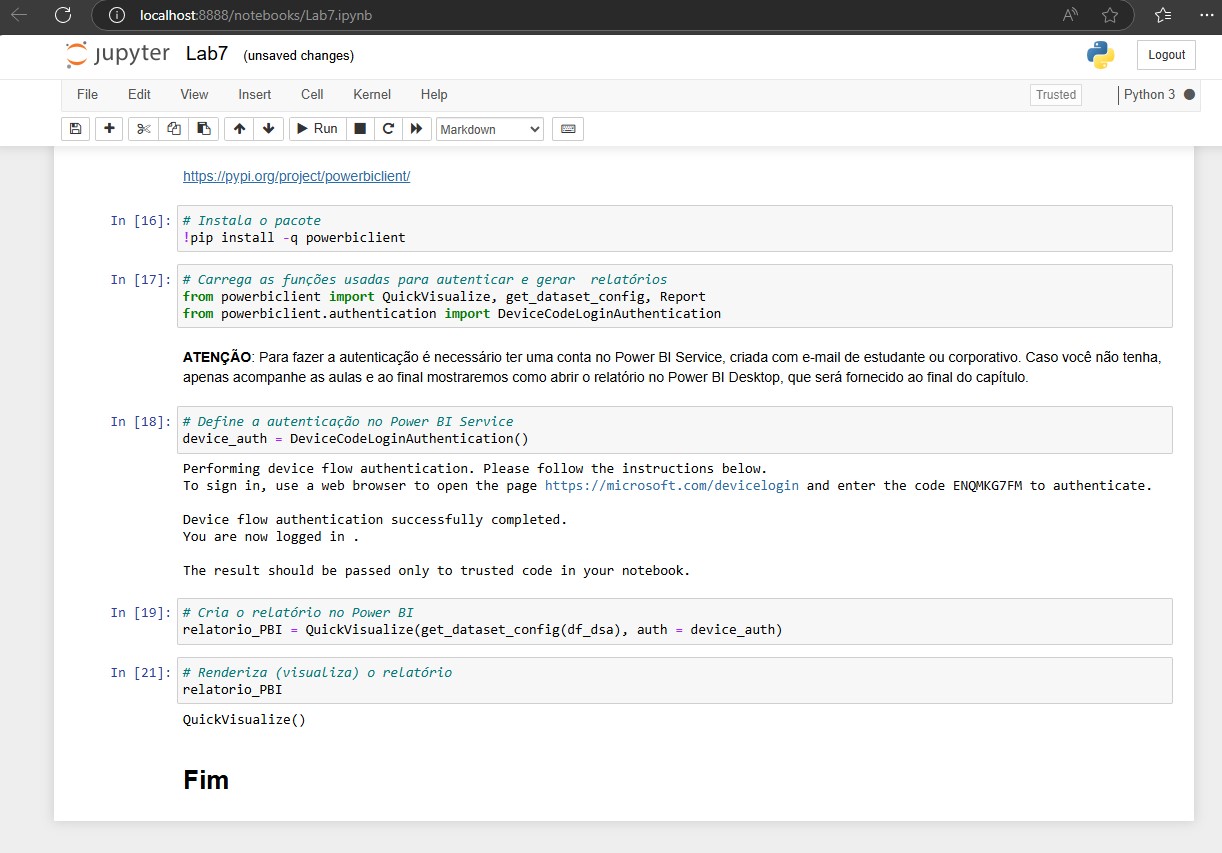 localhost:8888/notebooks/Lab7.ipynb
jupyter Lab7 (unsaved changes) Logout
File Edit View Insert Cell Kernel Help Trusted Python 3
Run Markdown
https://pypi.org/project/powerbiclient/
In [16]: # Instala o pacote
!pip install -q powerbiclient
In [17]: # Carrega as funções usadas para autenticar e gerar  relatórios
from powerbiclient import QuickVisualize, get_dataset_config, Report
from powerbiclient.authentication import DeviceCodeLoginAuthentication
ATENÇÃO: Para fazer a autenticação é necessário ter uma conta no Power BI Service, criada com e-mail de estudante ou corporativo. Caso você não tenha,
apenas acompanhe as aulas e ao final mostraremos como abrir o relatório no Power BI Desktop, que será fornecido ao final do capítulo.
In [18]: # Define a autenticação no Power BI Service
device_auth = DeviceCodeLoginAuthentication()
Performing device flow authentication. Please follow the instructions below.
To sign in, use a web browser to open the page https://microsoft.com/devicelogin and enter the code ENQMKG7FM to authenticate.
Device flow authentication successfully completed.
You are now logged in .
The result should be passed only to trusted code in your notebook.
In [19]: # Cria o relatório no Power BI
relatorio_PBI = QuickVisualize(get_dataset_config(df_dsa), auth = device_auth)
In [21]: # Renderiza (visualiza) o relatório
relatorio_PBI
QuickVisualize()
Fim